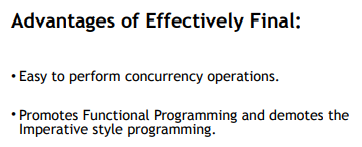 Advantages of Effectively Final:
• Easy to perform concurrency operations.
• Promotes Functional Programming and demotes the
Imperative style programming.